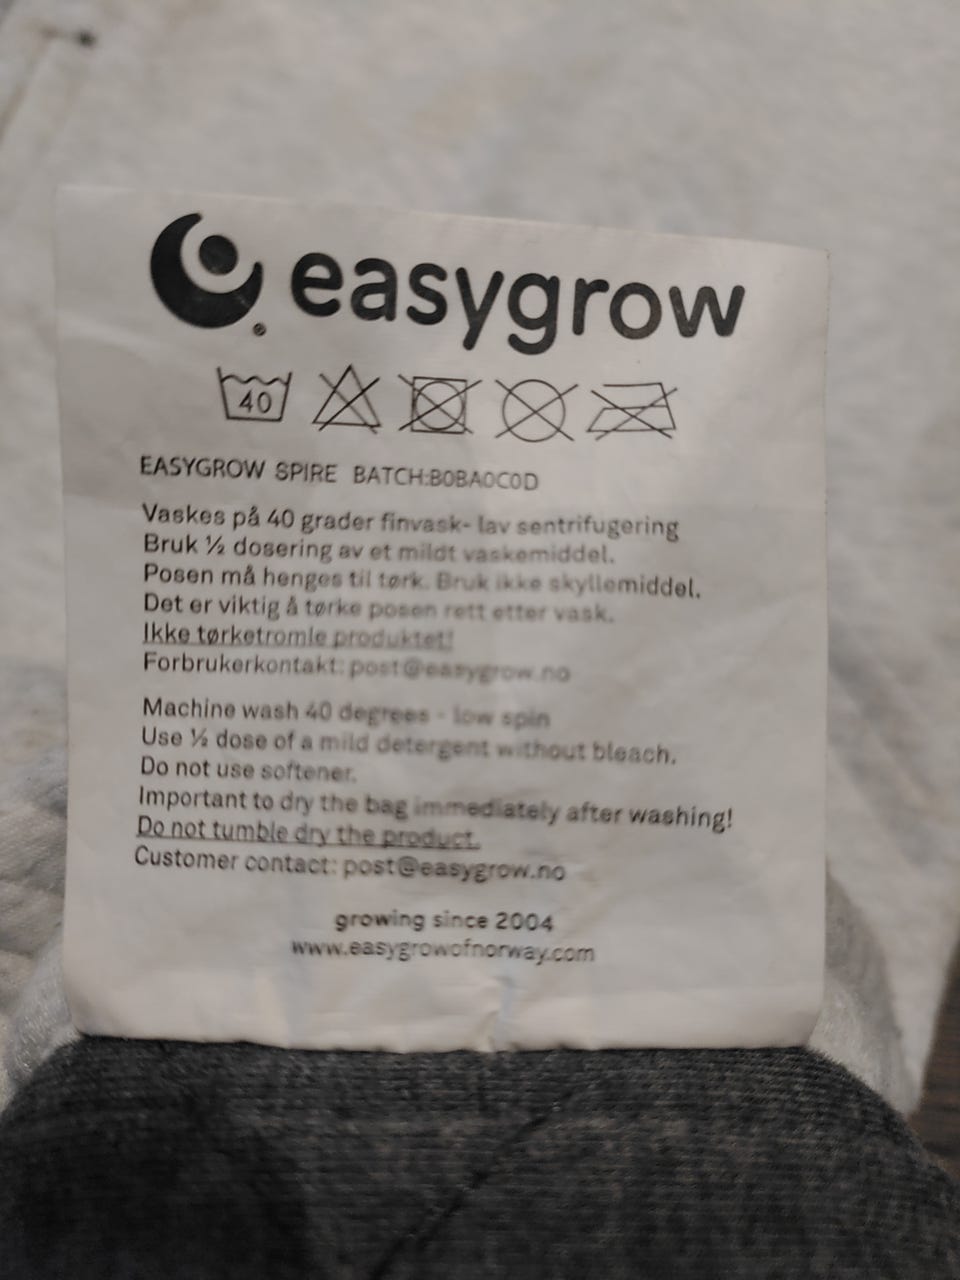 easygrow
40
EASYGROW SPIRE BATCH:B0BA0C0D
Vaskes på 40 grader finvask- lav sentrifugering
Bruk ½ dosering av et mildt vaskemiddel.
Posen må henges til tørk. Bruk ikke skyllemiddel.
Det er viktig å tørke posen rett etter vask.
Ikke tørketromle produktet!
Forbrukerkontakt: post@easygrow.no
Machine wash 40 degrees - low spin
Use ½ dose of a mild detergent without bleach.
Do not use softener.
Important to dry the bag immediately after washing!
Do not tumble dry the product.
Customer contact: post@easygrow.no
growing since 2004
www.easygrowofnorway.com